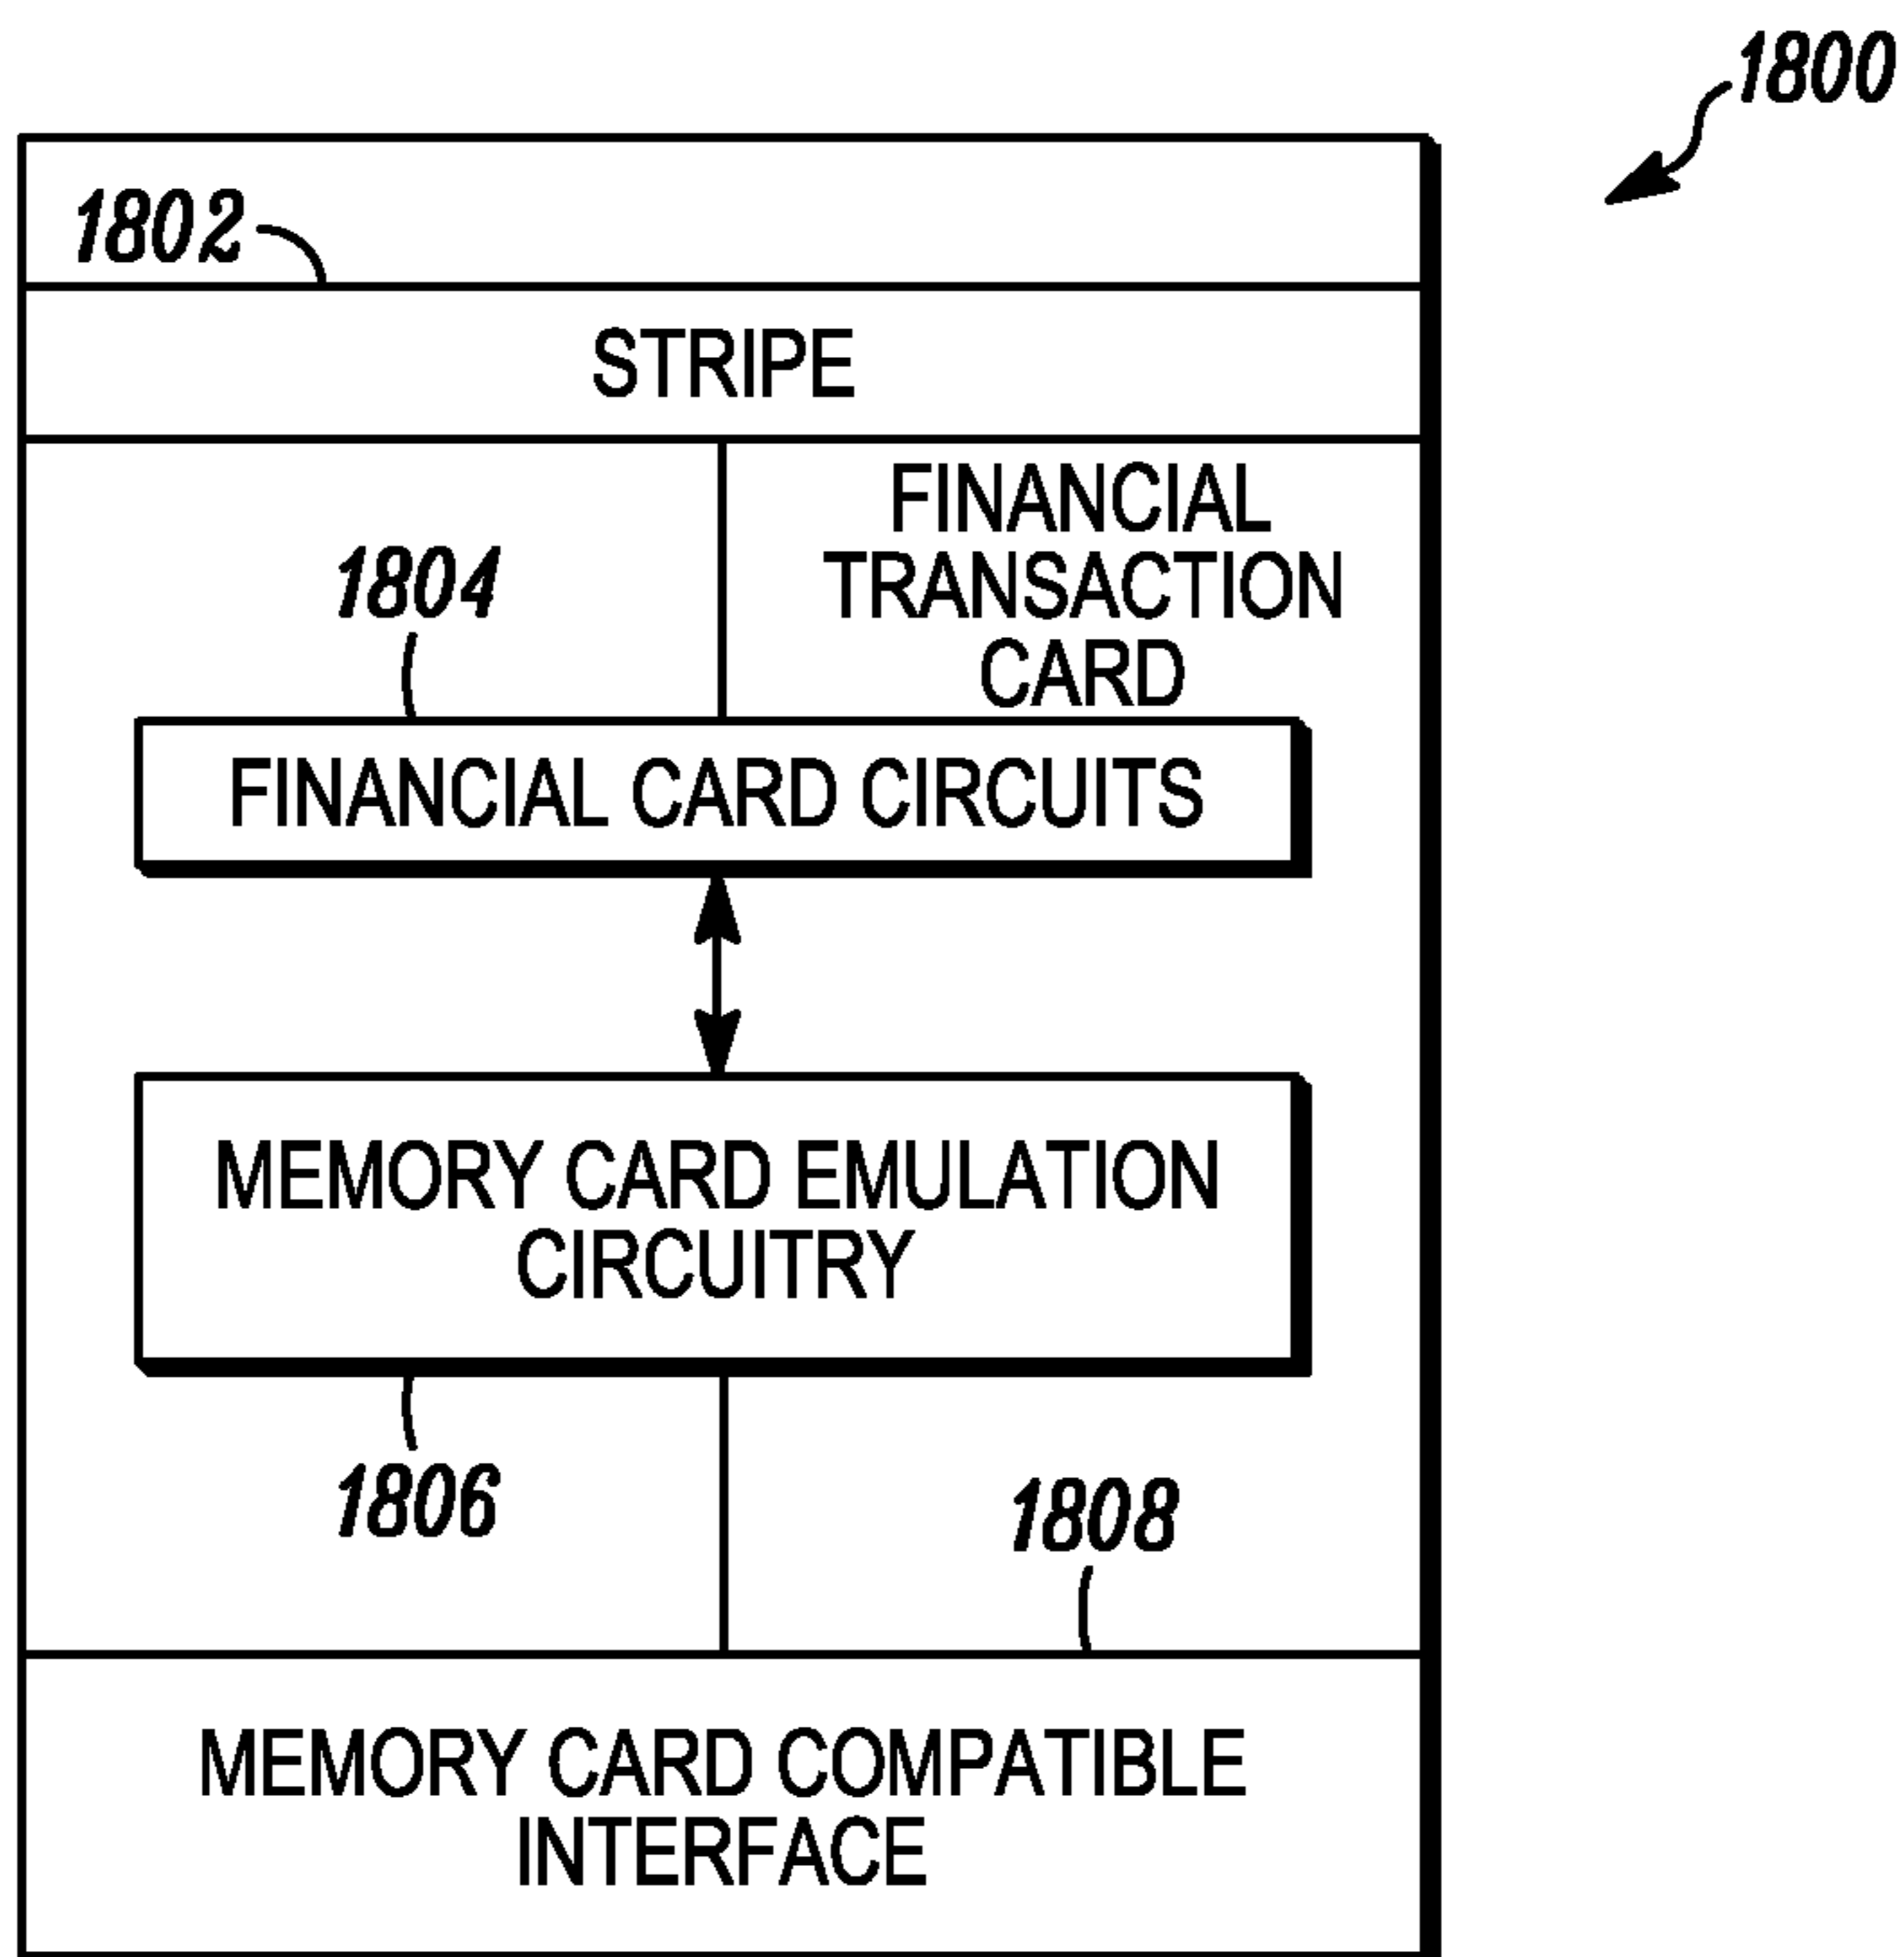 1800
1802
STRIPE
FINANCIAL
TRANSACTION
CARD
1804
FINANCIAL CARD CIRCUITS
MEMORY CARD EMULATION
CIRCUITRY
1806
1808
MEMORY CARD COMPATIBLE
INTERFACE